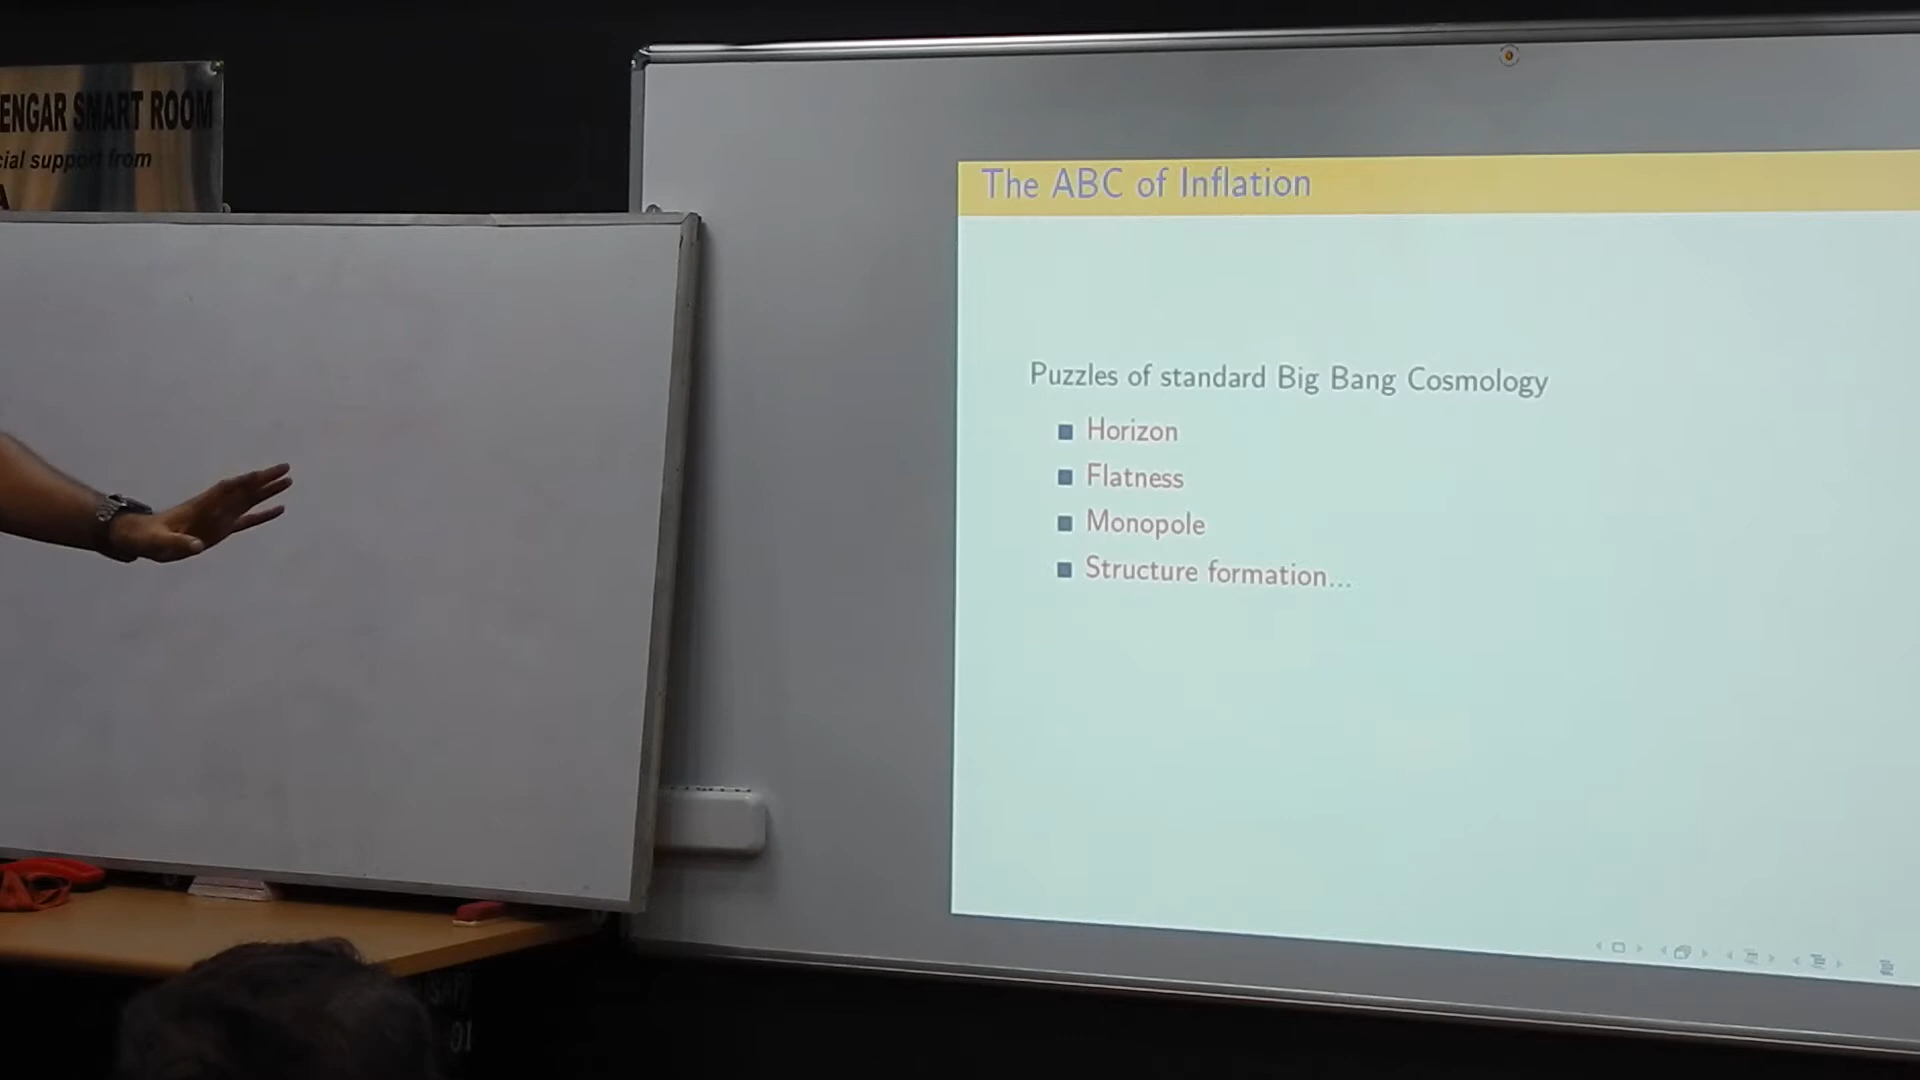 ENGAR SMART ROOM
cial support from
A
The ABC of Inflation
Puzzles of standard Big Bang Cosmology
Horizon
Flatness
Monopole
Structure formation...
01